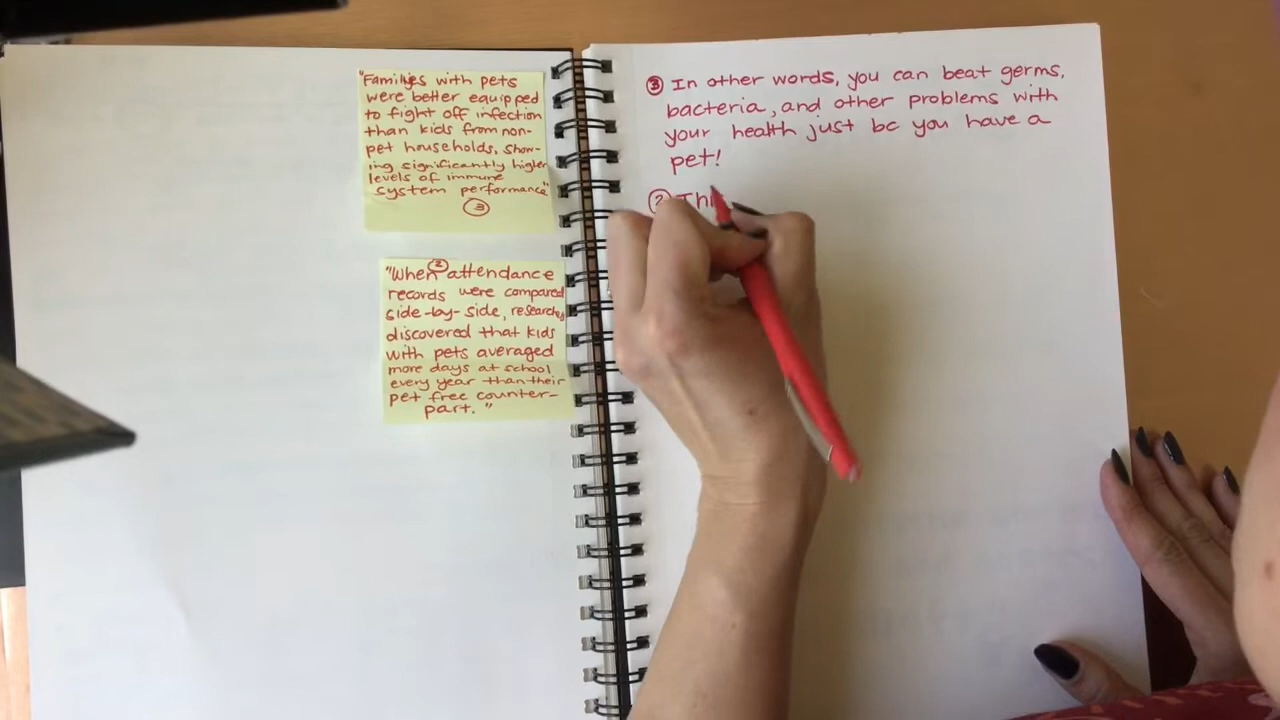 "Families with pets
were better equipped
to fight off infection
than kids from non-
pet households, show-
ing significantly higher
levels of immune
system performance"
3
2
"When attendance
records were compared
side-by-side, researchers
discovered that kids
with pets averaged
more days at school
every year than their
pet free counter-
part."
3 In other words, you can beat germs,
bacteria, and other problems with
your health just bc you have a
pet!
2 Thi